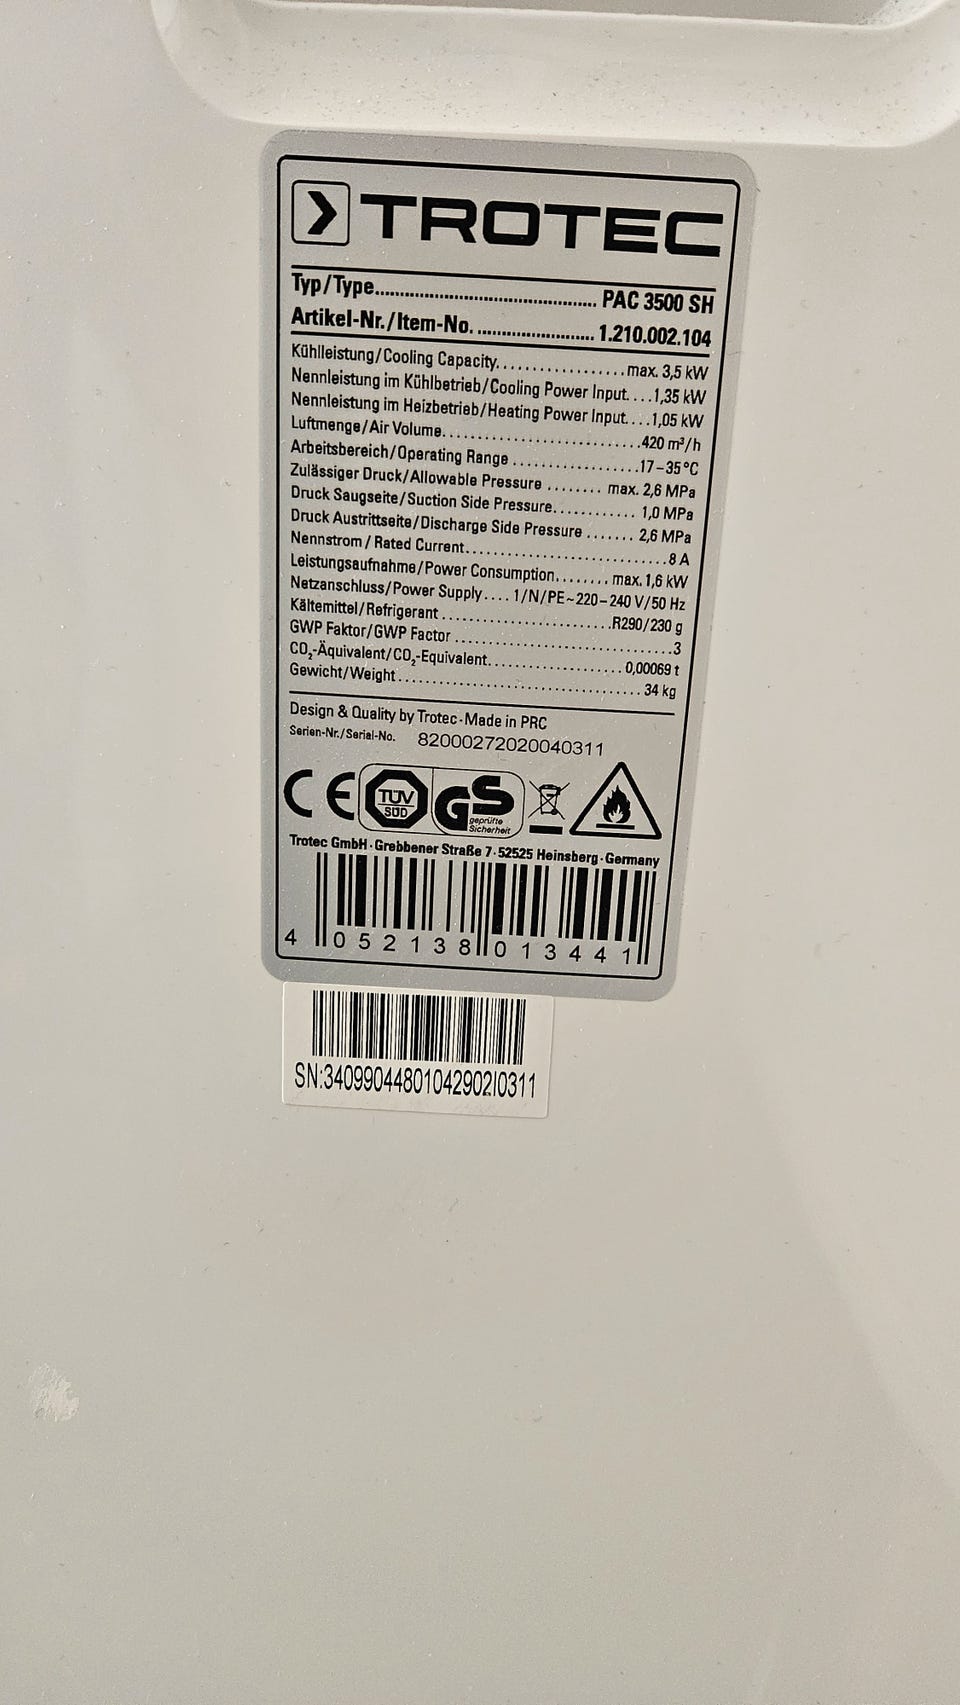 TROTEC
Typ/Type............................................ PAC 3500 SH
Artikel-Nr./Item-No. ........................ 1.210.002.104
Kühlleistung/Cooling Capacity...................max. 3,5 kW
Nennleistung im Kühlbetrieb/Cooling Power Input....1,35 kW
Nennleistung im Heizbetrieb/Heating Power Input....1,05 kW
Luftmenge/Air Volume..............................420 m³/h
Arbeitsbereich/Operating Range ...................17–35°C
Zulässiger Druck/Allowable Pressure ........ max. 2,6 MPa
Druck Saugseite/Suction Side Pressure............ 1,0 MPa
Druck Austrittseite/Discharge Side Pressure ....... 2,6 MPa
Nennstrom / Rated Current..................................8 A
Leistungsaufnahme/Power Consumption........ max. 1,6 kW
Netzanschluss/Power Supply.... 1/N/PE~220–240 V/50 Hz
Kältemittel/Refrigerant .........................R290/230 g
GWP Faktor/GWP Factor ................................3
CO₂-Äquivalent/CO₂-Equivalent.....................0,00069 t
Gewicht/Weight..................................... 34 kg
Design & Quality by Trotec · Made in PRC
Serien-Nr./Serial-No. 82000272020040311
CE TÜV SÜD GS geprüfte Sicherheit
Trotec GmbH · Grebbener Straße 7 · 52525 Heinsberg · Germany
4 052138 013441
SN:34099044801042902I0311